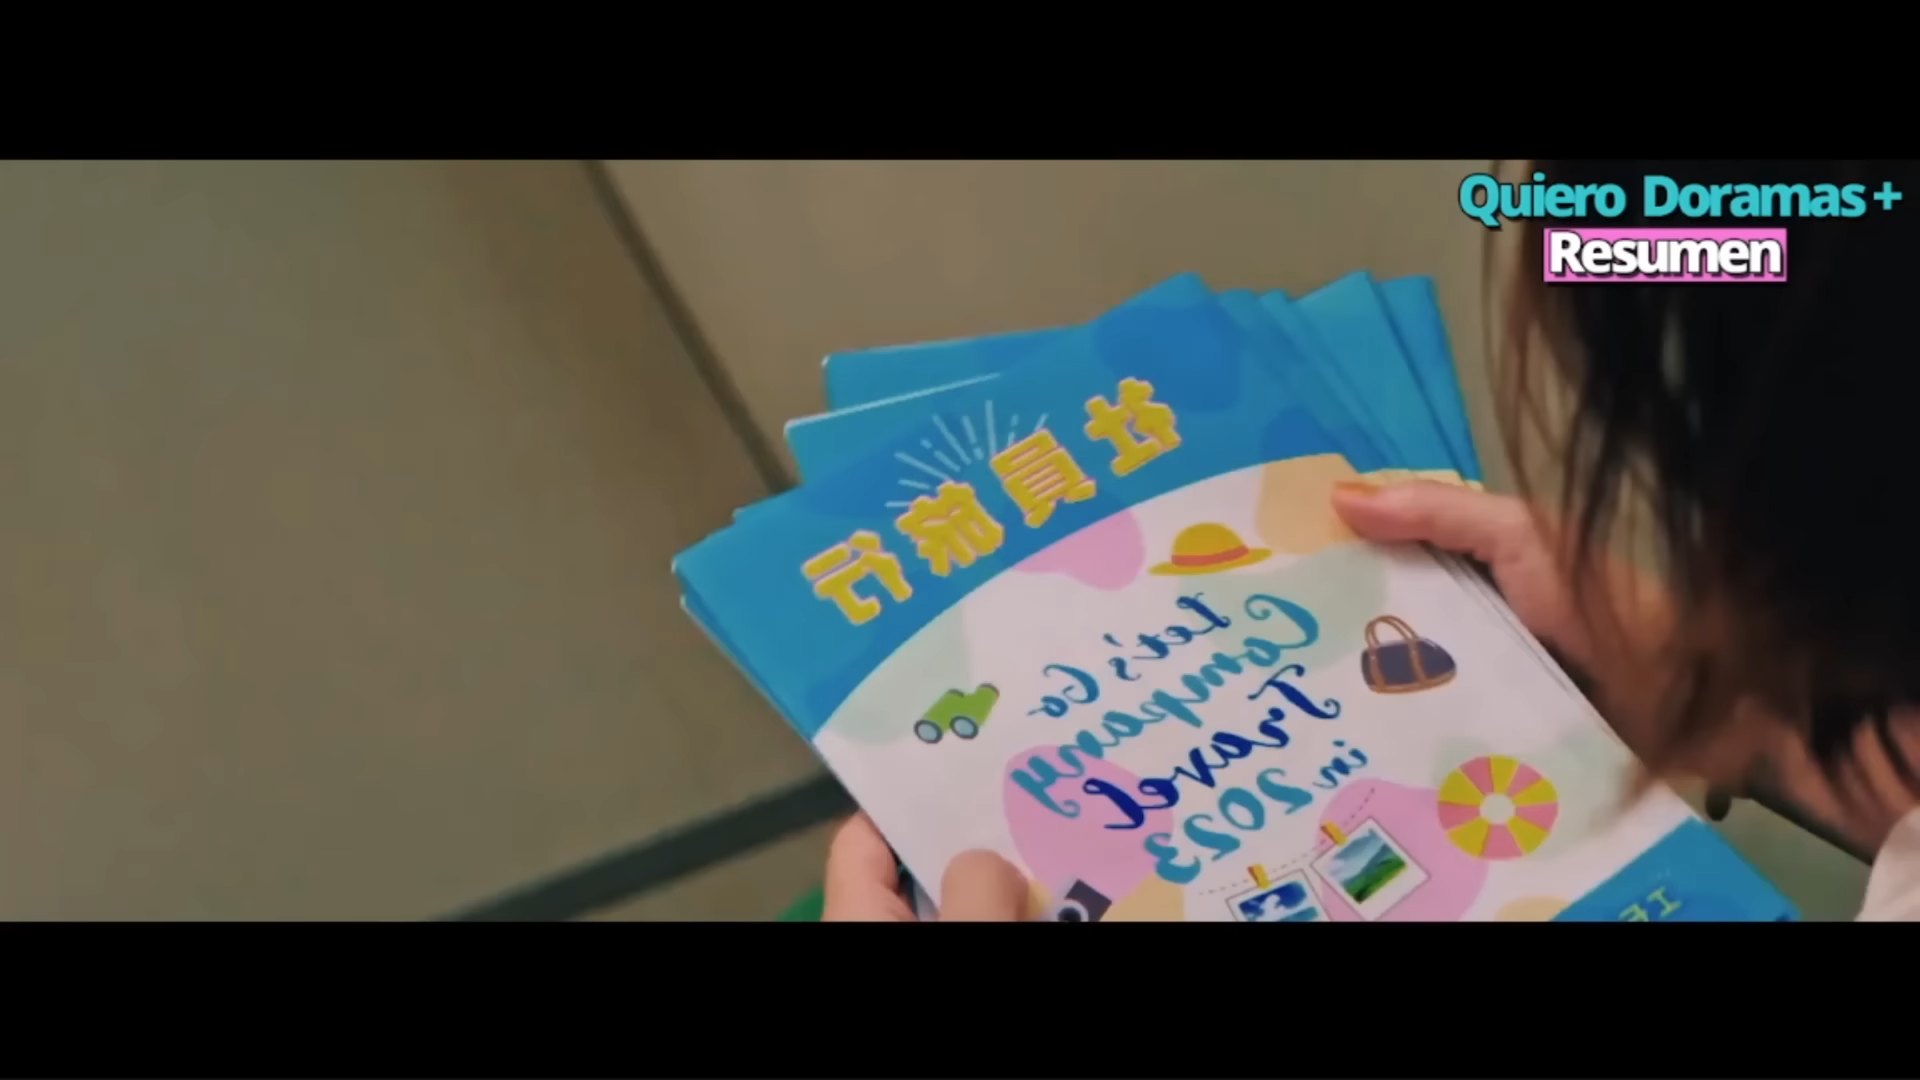 Quiero Doramas +
Resumen
社員旅行
Let's Go
Company
Travel
in 2023